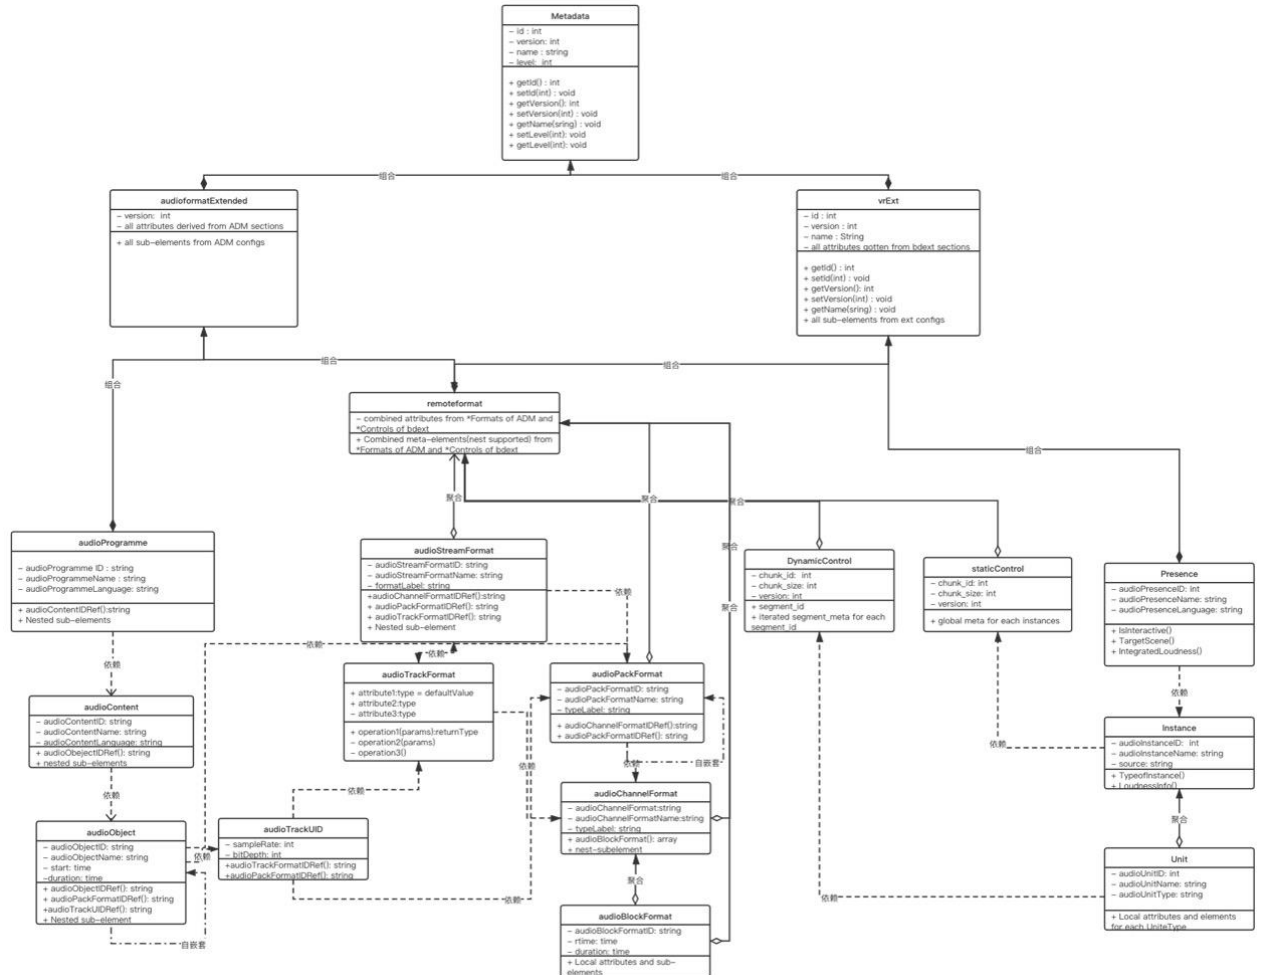 Metadata
- id : int
- version: int
- name : string
- level: int
+ getId() : int
+ setId(int) : void
+ getVersion(): int
+ setVersion(int) : void
+ getName(sring) : void
+ setLevel(int): void
+ getLevel(int): void
组合
组合
audioformatExtended
- version: int
- all attributes derived from ADM sections
+ all sub-elements from ADM configs
vrExt
- id : int
- version : int
- name : String
- all attributes gotten from bdext sections
+ getId() : int
+ setId(int) : void
+ getVersion(): int
+ setVersion(int) : void
+ getName(sring) : void
+ all sub-elements from ext configs
组合
组合
组合
组合
remoteformat
- combined attributes from *Formats of ADM and
*Controls of bdext
+ Combined meta-elements(nest supported) from
*Formats of ADM and *Controls of bdext
聚合
聚合
聚合
聚合
聚合
audioProgramme
- audioProgramme ID : string
- audioProgrammeName : string
- audioProgrammeLanguage: string
+ audioContentIDRef():string
+ Nested sub-elements
audioStreamFormat
- audioStreamFormatID: string
- audioStreamFormatName: string
- formatLabel: string
+audioChannelFormatIDRef():string
+ audioPackFormatIDRef(): string
+ audioTrackFormatIDRef(): string
+ Nested sub-element
DynamicControl
- chunk_id: int
- chunk_size: int
- version: int
+ segment_id
+ iterated segment_meta for each
segment_id
staticControl
- chunk_id: int
- chunk_size: int
- version: int
+ global meta for each instances
Presence
- audioPresenceID: int
- audioPresenceName: string
- audioPresenceLanguage: string
+ IsInteractive()
+ TargetScene()
+ IntegratedLoudness()
依赖
依赖
依赖
依赖
依赖
audioTrackFormat
+ attribute1:type = defaultValue
+ attribute2:type
- attribute3:type
+ operation1(params):returnType
- operation2(params)
- operation3()
audioPackFormat
- audioPackFormatID: string
- audioPackFormatName: string
- typeLabel: string
+ audioChannelFormatIDRef():string
+ audioPackFormatIDRef(): string
audioContent
- audioContentID: string
- audioContentName: string
- audioContentLanguage: string
+ audioObejectIDRef(): string
+ nested sub-elements
Instance
- audioInstanceID: int
- audioInstanceName: string
- source: string
+ TypeofInstance()
+ LoudnessInfo()
依赖
依赖
依赖
自嵌套
依赖
依赖
audioChannelFormat
- audioChannelFormat:string
- audioChannelFormatName:string
- typeLabel: string
+ audioBlockFormat(): array
+ nest-subelement
聚合
audioObject
- audioObjectID: string
- audioObjectName: string
- start: time
-duration: time
+ audioObjectIDRef(): string
+ audioPackFormatIDRef(): string
+audioTrackUIDRef(): string
+ Nested sub-element
依赖
audioTrackUID
- sampleRate: int
- bitDepth: int
+audioTrackFormatIDRef(): string
+audioPackFormatIDRef(): string
Unit
- audioUnitID: int
- audioUnitName: string
- audioUnitType: string
+ Local attributes and elements
for each UniteType
聚合
依赖
依赖
自嵌套
audioBlockFormat
- audioBlockFormatID: string
- rtime: time
- duration: time
+ Local attributes and sub-
elements